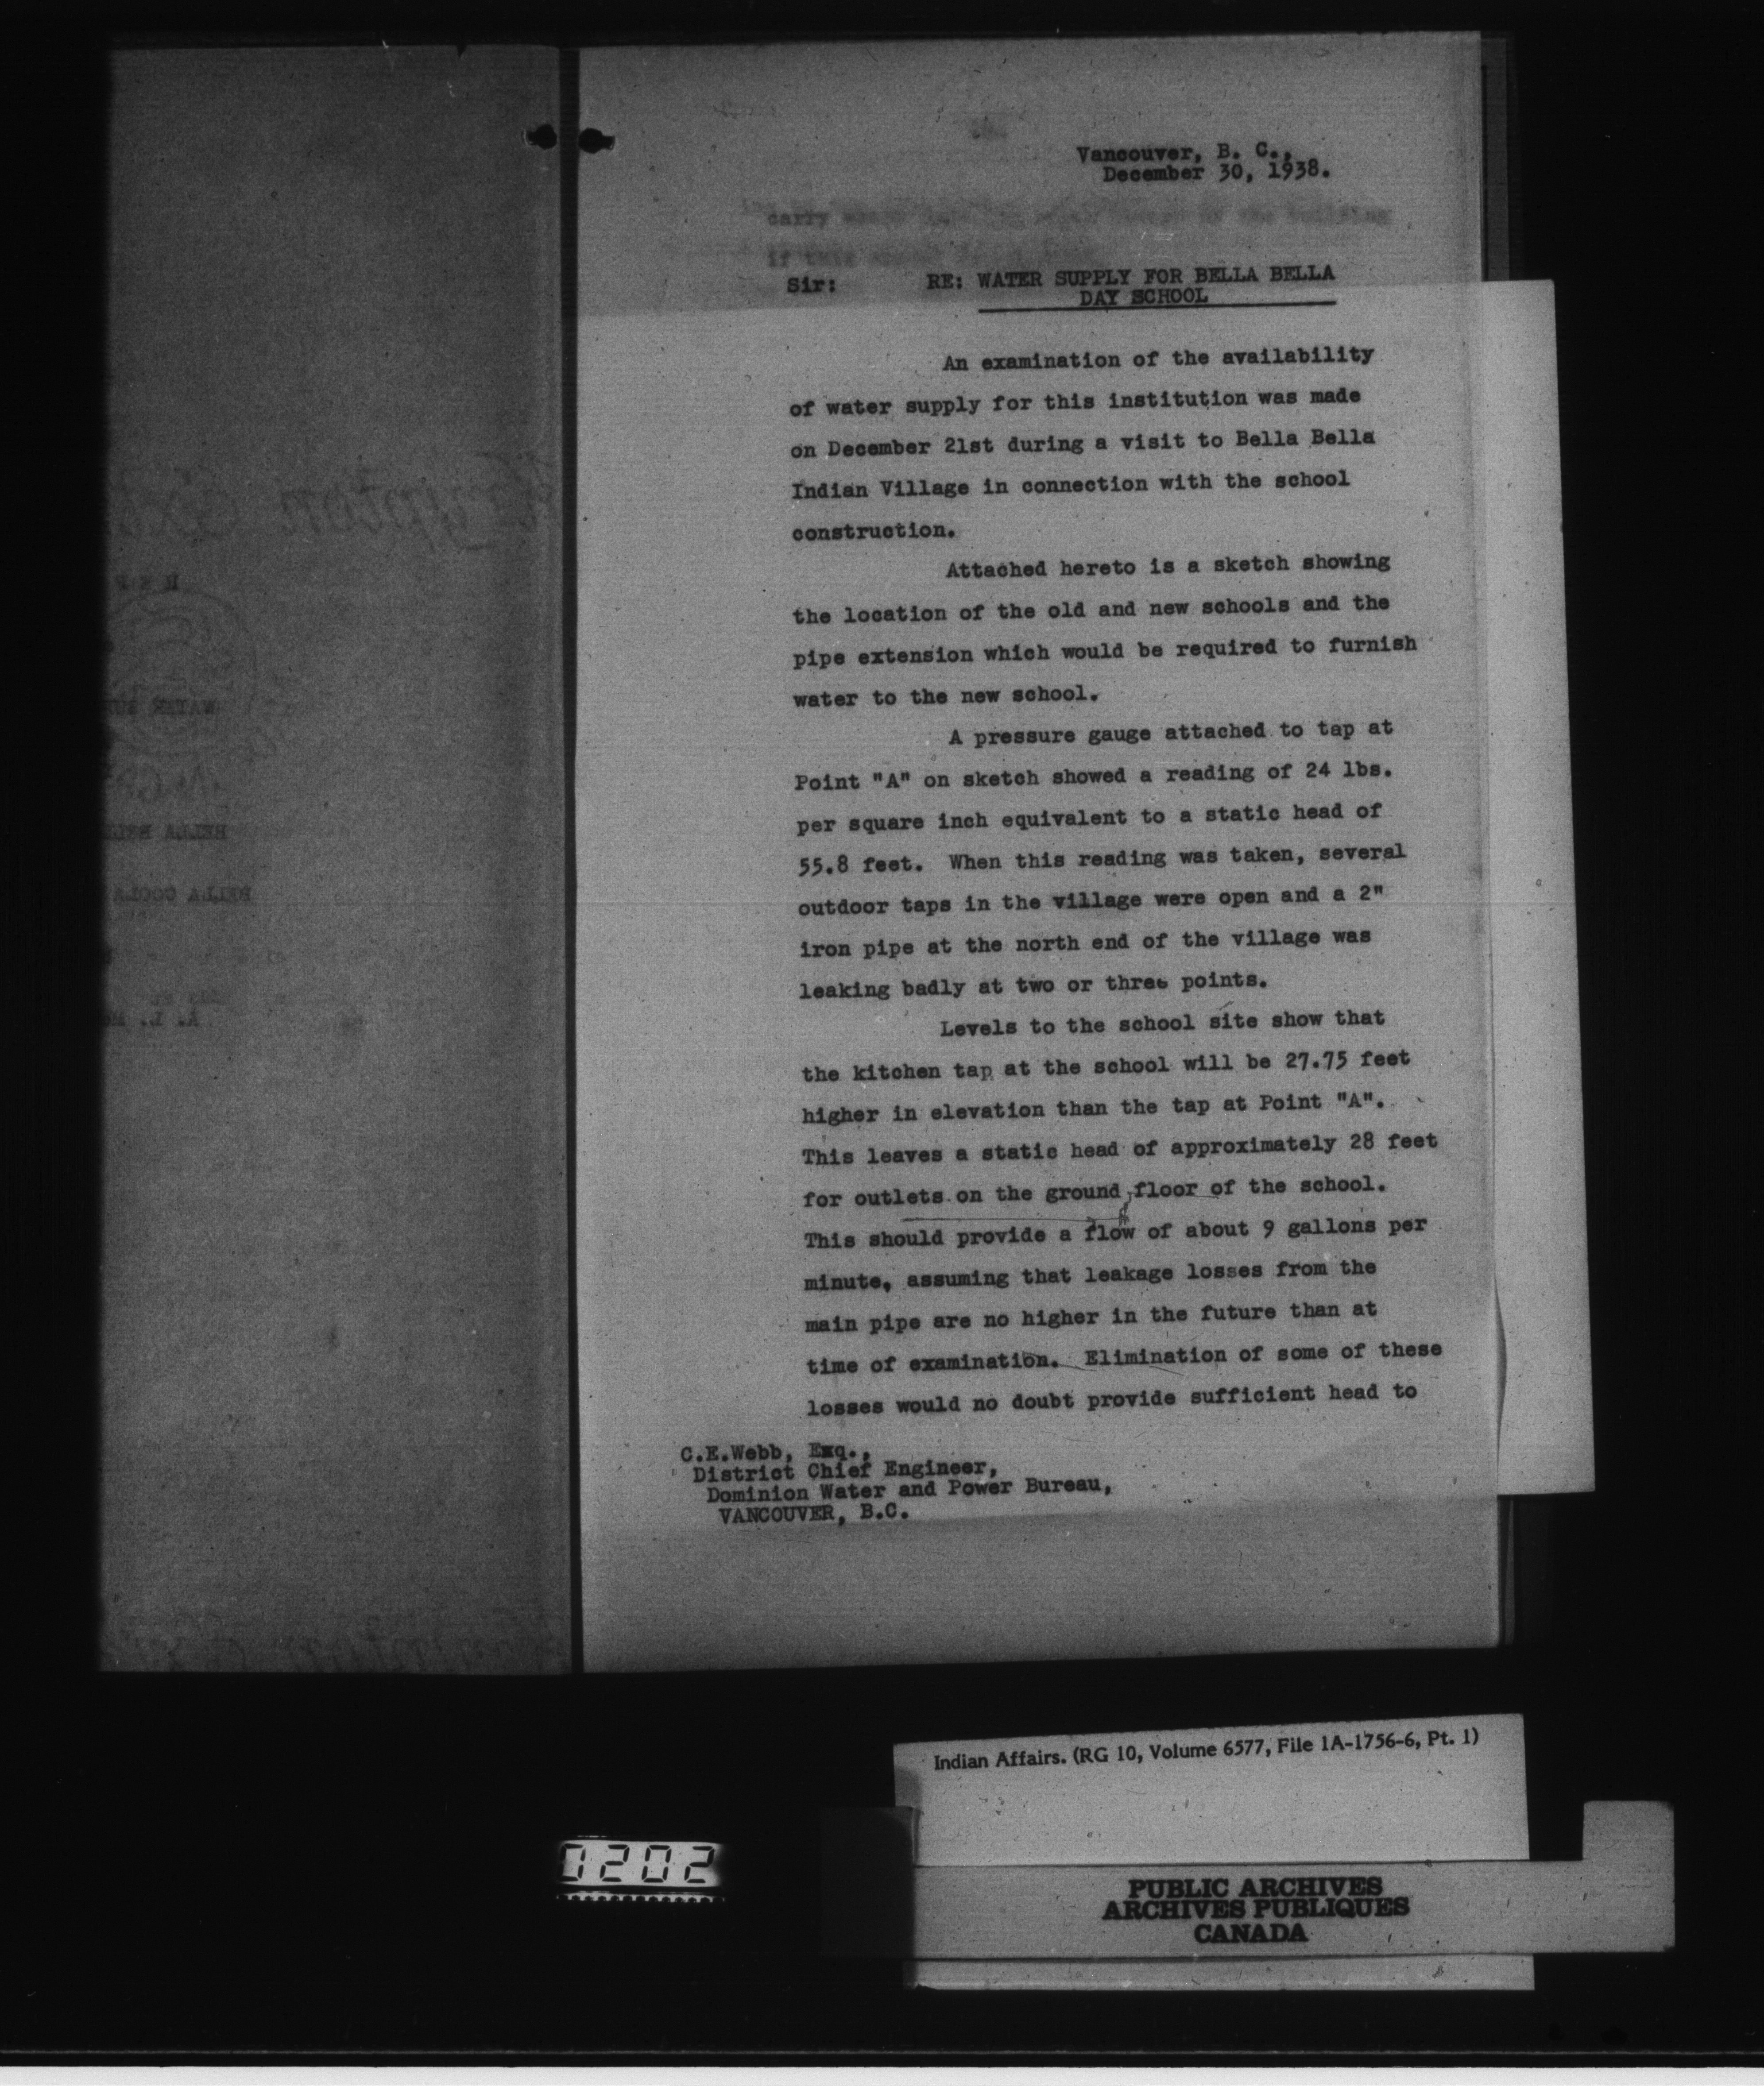 Vancouver, B. C.,
December 30, 1938.
Sir: RE: WATER SUPPLY FOR BELLA BELLA
DAY SCHOOL
An examination of the availability
of water supply for this institution was made
on December 21st during a visit to Bella Bella
Indian Village in connection with the school
construction.
Attached hereto is a sketch showing
the location of the old and new schools and the
pipe extension which would be required to furnish
water to the new school.
A pressure gauge attached to tap at
Point "A" on sketch showed a reading of 24 lbs.
per square inch equivalent to a static head of
55.8 feet. When this reading was taken, several
outdoor taps in the village were open and a 2"
iron pipe at the north end of the village was
leaking badly at two or three points.
Levels to the school site show that
the kitchen tap at the school will be 27.75 feet
higher in elevation than the tap at Point "A".
This leaves a static head of approximately 28 feet
for outlets on the ground floor of the school.
This should provide a flow of about 9 gallons per
minute, assuming that leakage losses from the
main pipe are no higher in the future than at
time of examination. Elimination of some of these
losses would no doubt provide sufficient head to
C.E.Webb, Esq.,
District Chief Engineer,
Dominion Water and Power Bureau,
VANCOUVER, B.C.
Indian Affairs. (RG 10, Volume 6577, File 1A-1756-6, Pt. 1)
0202
PUBLIC ARCHIVES
ARCHIVES PUBLIQUES
CANADA